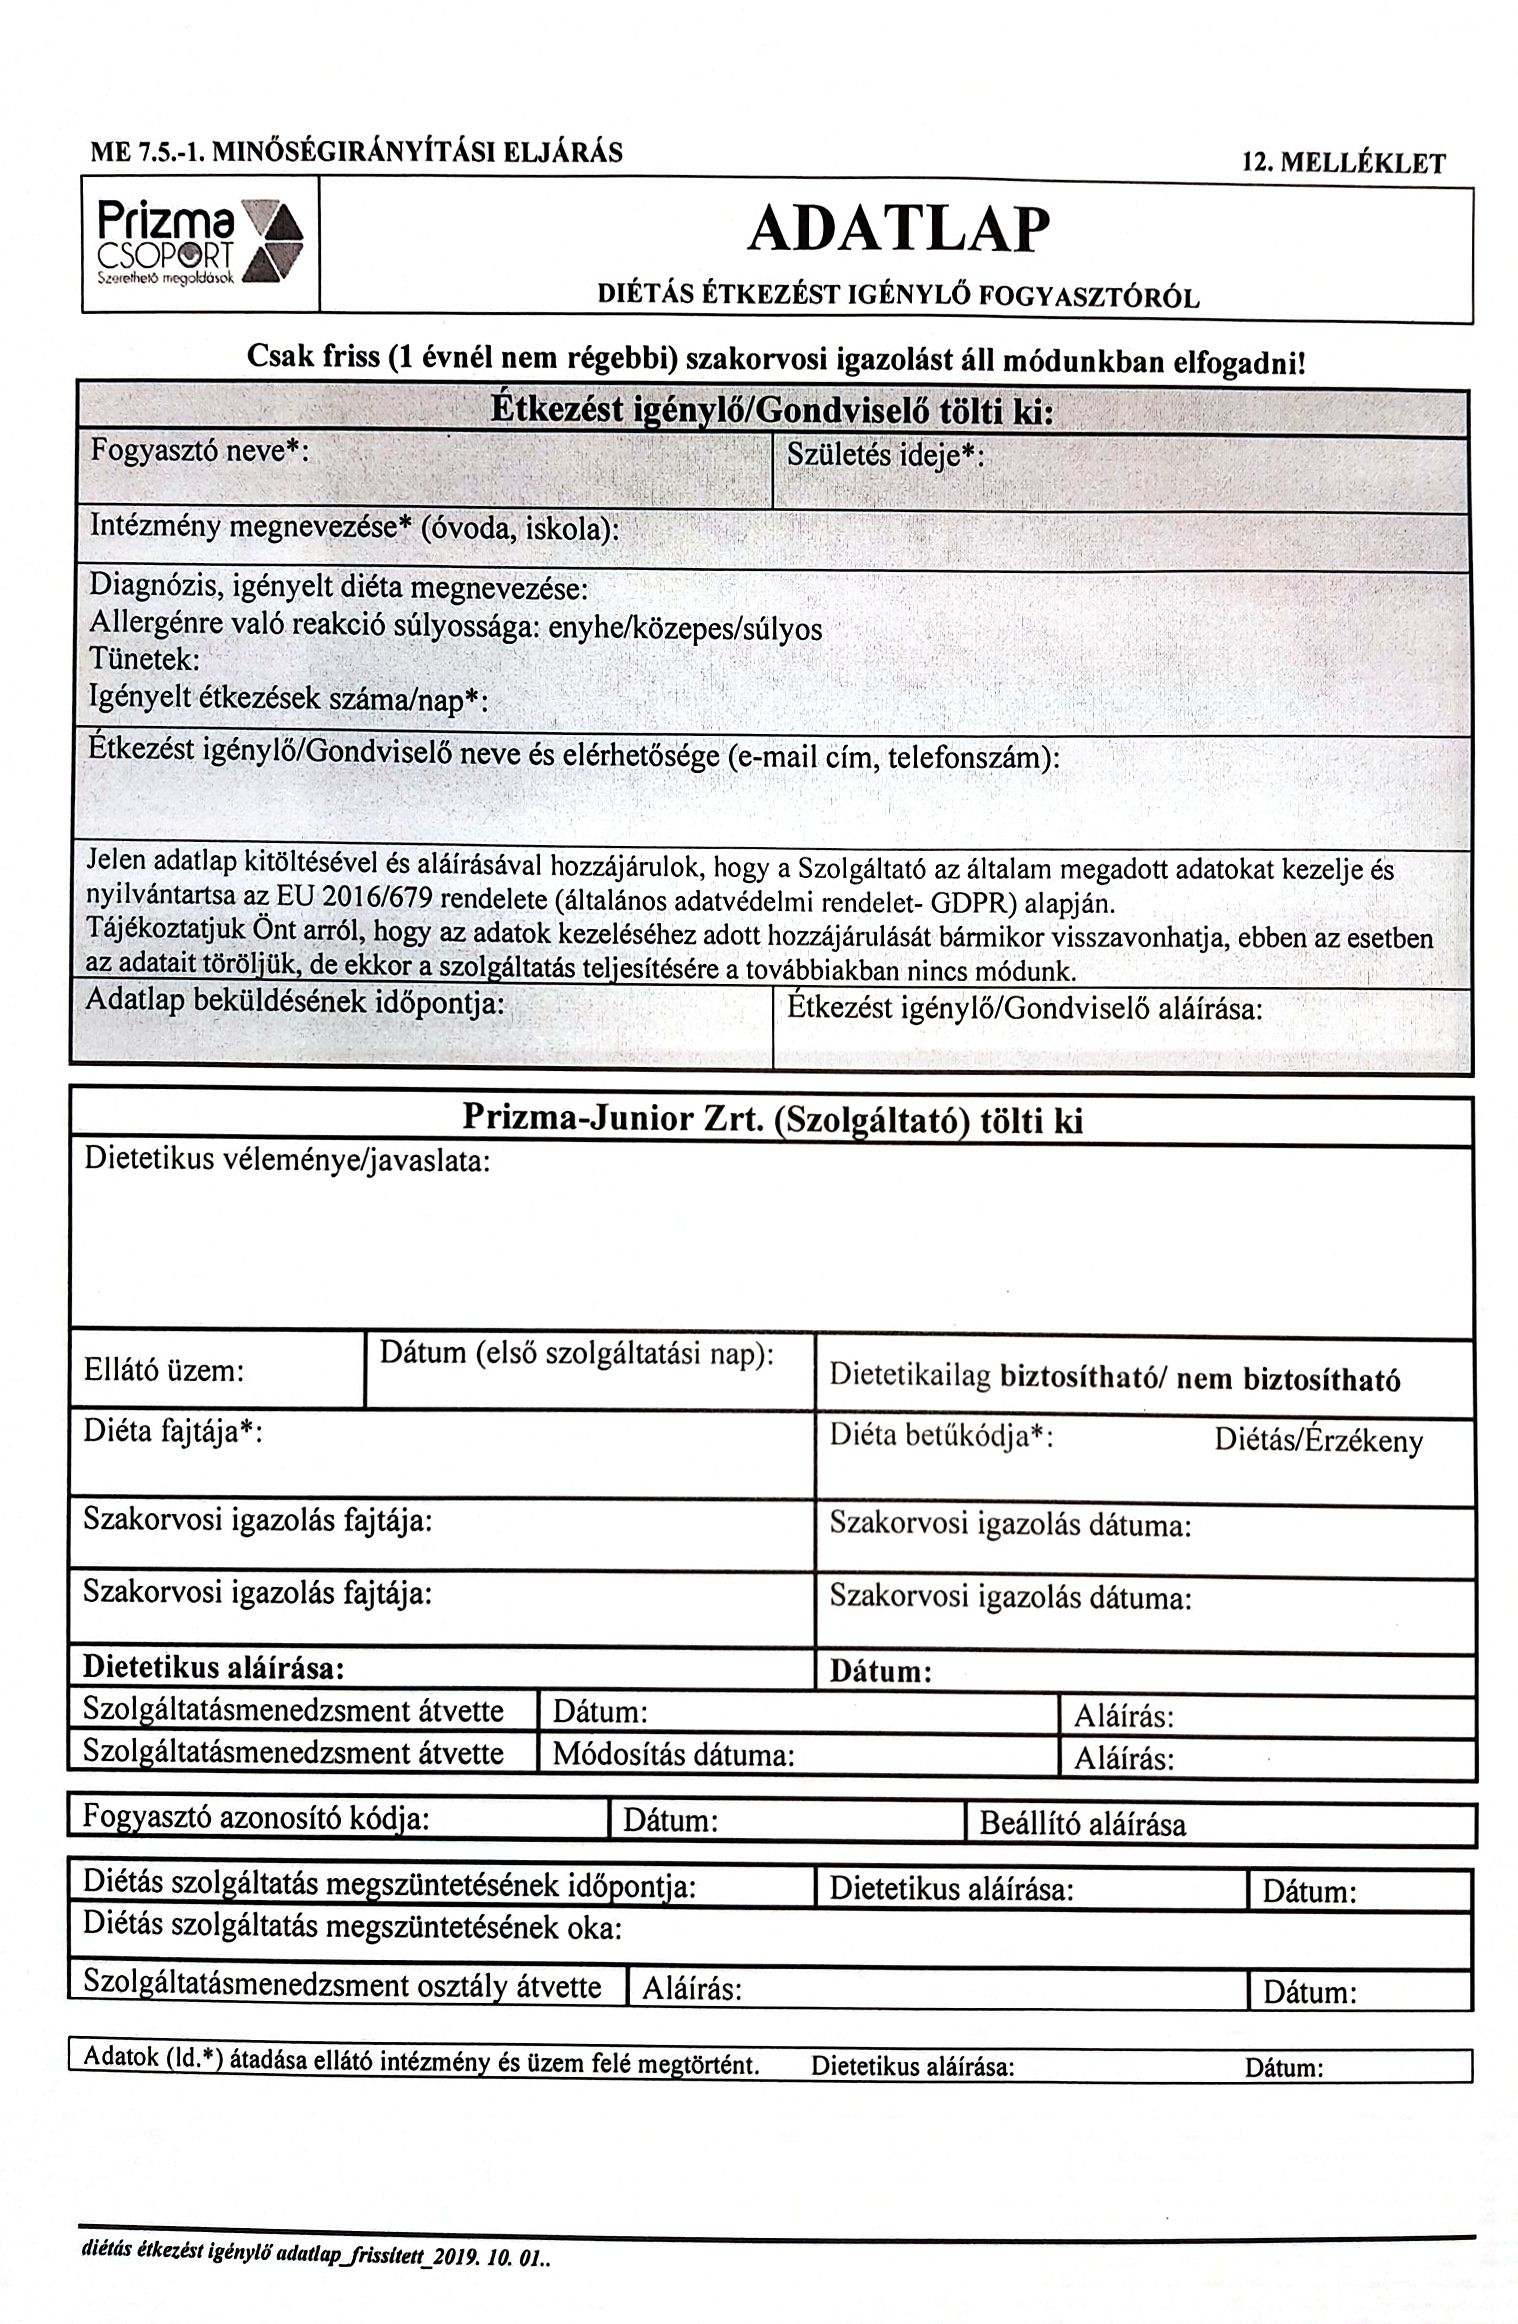 ME 7.5.-1. MINŐSÉGIRÁNYÍTÁSI ELJÁRÁS
12. MELLÉKLET
Prizma
CSOPORT
Szerethető megoldások
ADATLAP
DIÉTÁS ÉTKEZÉST IGÉNYLŐ FOGYASZTÓRÓL
Csak friss (1 évnél nem régebbi) szakorvosi igazolást áll módunkban elfogadni!
Étkezést igénylő/Gondviselő tölti ki:
Fogyasztó neve*:
Születés ideje*:
Intézmény megnevezése* (óvoda, iskola):
Diagnózis, igényelt diéta megnevezése:
Allergénre való reakció súlyossága: enyhe/közepes/súlyos
Tünetek:
Igényelt étkezések száma/nap*:
Étkezést igénylő/Gondviselő neve és elérhetősége (e-mail cím, telefonszám):
Jelen adatlap kitöltésével és aláírásával hozzájárulok, hogy a Szolgáltató az általam megadott adatokat kezelje és
nyilvántartsa az EU 2016/679 rendelete (általános adatvédelmi rendelet- GDPR) alapján.
Tájékoztatjuk Önt arról, hogy az adatok kezeléséhez adott hozzájárulását bármikor visszavonhatja, ebben az esetben
az adatait töröljük, de ekkor a szolgáltatás teljesítésére a továbbiakban nincs módunk.
Adatlap beküldésének időpontja:
Étkezést igénylő/Gondviselő aláírása:
Prizma-Junior Zrt. (Szolgáltató) tölti ki
Dietetikus véleménye/javaslata:
Ellátó üzem:
Dátum (első szolgáltatási nap):
Dietetikailag biztosítható/ nem biztosítható
Diéta fajtája*:
Diéta betűkódja*: Diétás/Érzékeny
Szakorvosi igazolás fajtája:
Szakorvosi igazolás dátuma:
Szakorvosi igazolás fajtája:
Szakorvosi igazolás dátuma:
Dietetikus aláírása:
Dátum:
Szolgáltatásmenedzsment átvette
Dátum:
Aláírás:
Szolgáltatásmenedzsment átvette
Módosítás dátuma:
Aláírás:
Fogyasztó azonosító kódja:
Dátum:
Beállító aláírása
Diétás szolgáltatás megszüntetésének időpontja:
Dietetikus aláírása:
Dátum:
Diétás szolgáltatás megszüntetésének oka:
Szolgáltatásmenedzsment osztály átvette
Aláírás:
Dátum:
Adatok (ld.*) átadása ellátó intézmény és üzem felé megtörtént. Dietetikus aláírása: Dátum:
diétás étkezést igénylő adatlap_frissített_2019. 10. 01..